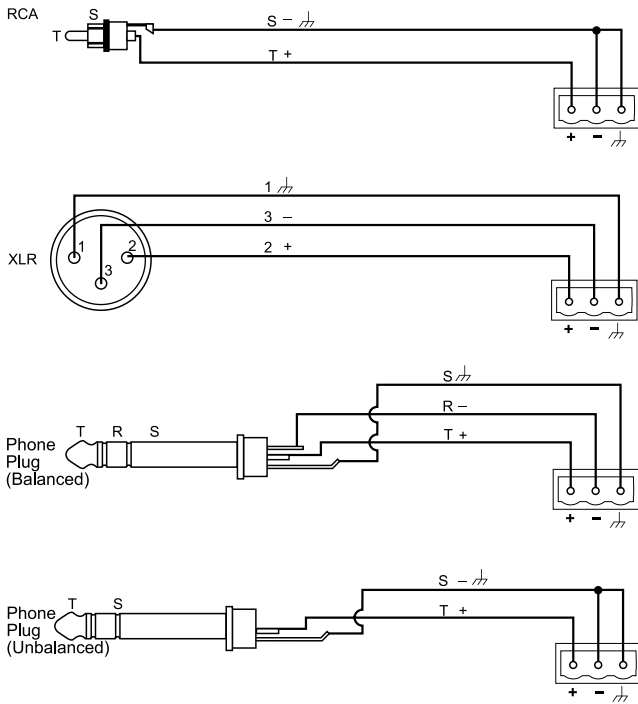 RCA
S
T
S –
T +
+ –
XLR
1
3 –
2 +
1
2
3
+ –
S
R –
T +
T R S
Phone
Plug
(Balanced)
+ –
S –
T +
T S
Phone
Plug
(Unbalanced)
+ –